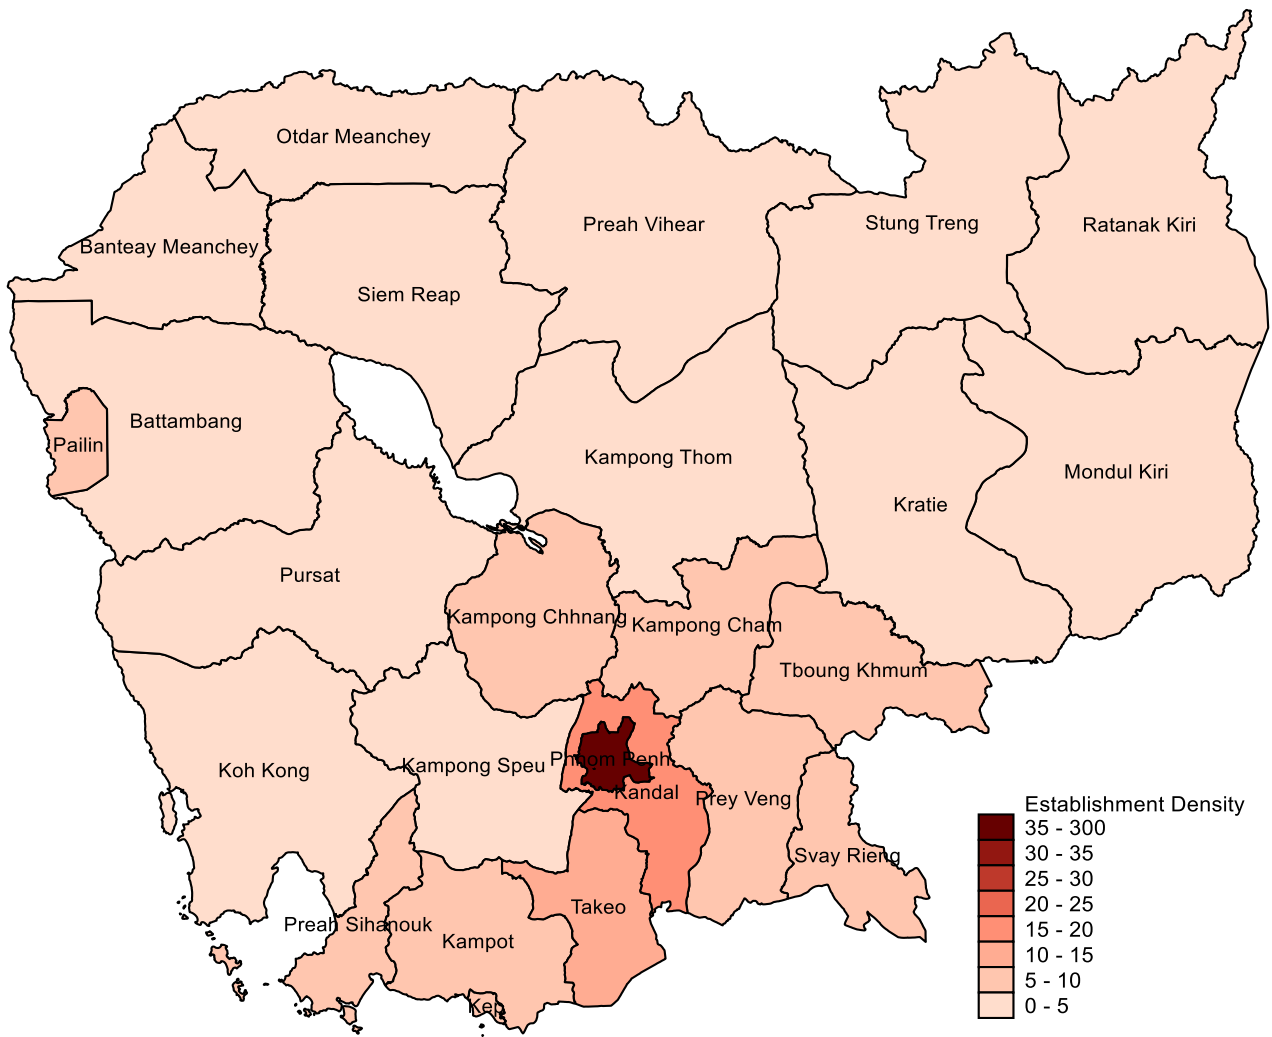 Otdar Meanchey
Preah Vihear
Stung Treng
Ratanak Kiri
Banteay Meanchey
Siem Reap
Battambang
Pailin
Kampong Thom
Mondul Kiri
Kratie
Pursat
Kampong Chhnang
Kampong Cham
Tboung Khmum
Koh Kong
Kampong Speu
Phnom Penh
Kandal
Prey Veng
Svay Rieng
Takeo
Preah Sihanouk
Kampot
Kep
Establishment Density
35 - 300
30 - 35
25 - 30
20 - 25
15 - 20
10 - 15
5 - 10
0 - 5